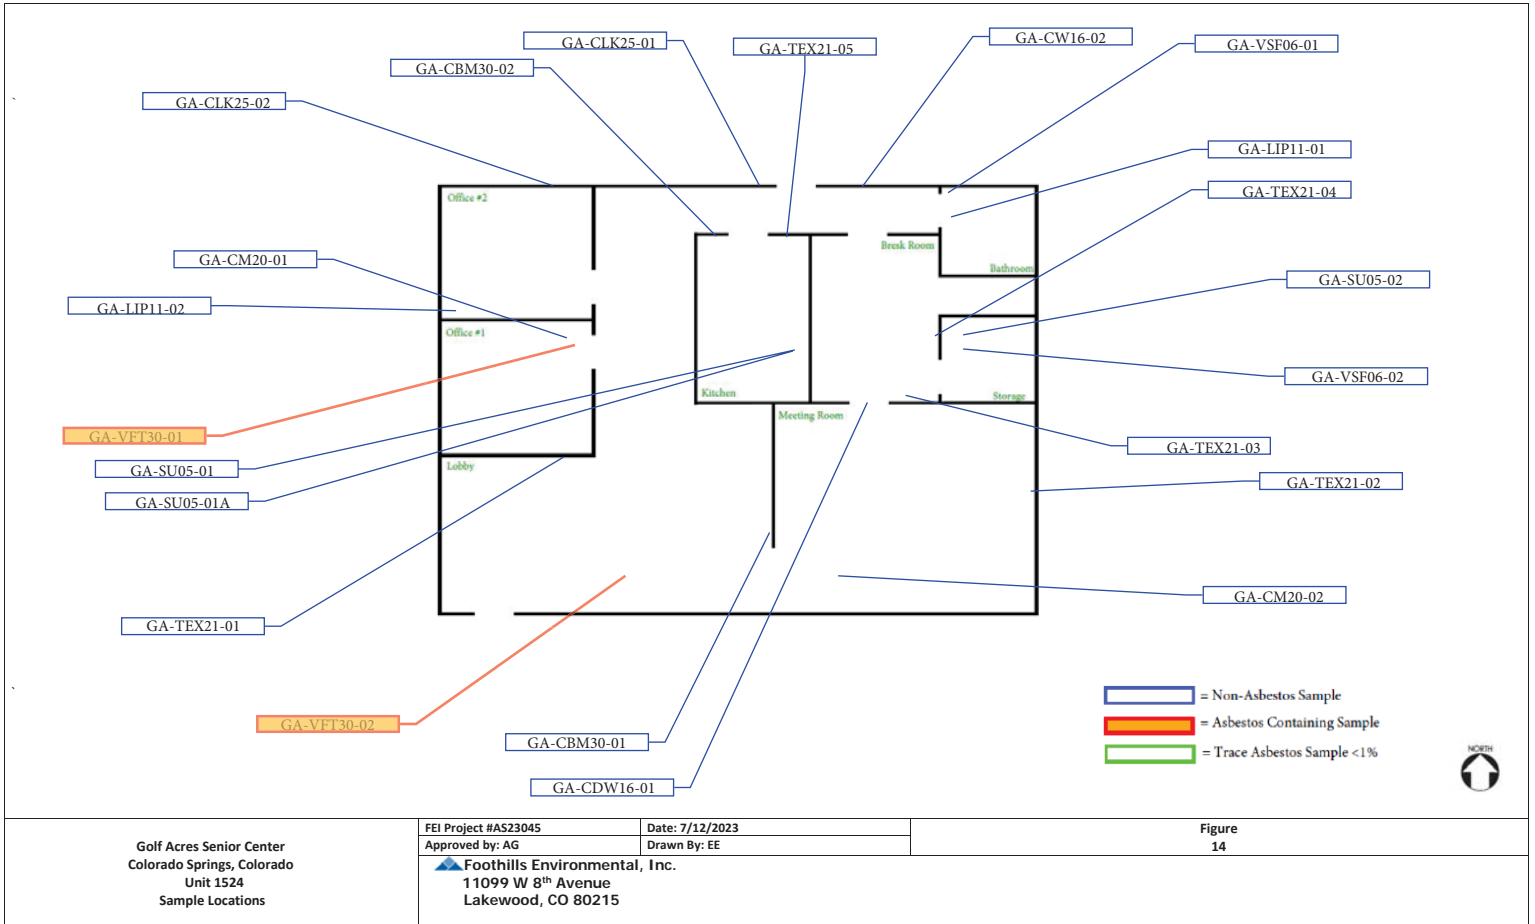 GA-CLK25-01
GA-TEX21-05
GA-CW16-02
GA-VSF06-01
GA-CBM30-02
GA-CLK25-02
GA-LIP11-01
GA-TEX21-04
Office #2
Bresk Room
GA-CM20-01
Bathroom
GA-SU05-02
GA-LIP11-02
Office #1
GA-VSF06-02
Kitchen
Storage
Meeting Room
GA-VFT30-01
GA-TEX21-03
GA-SU05-01
Lobby
GA-TEX21-02
GA-SU05-01A
GA-CM20-02
GA-TEX21-01
= Non-Asbestos Sample
GA-VFT30-02
= Asbestos Containing Sample
GA-CBM30-01
= Trace Asbestos Sample <1%
NORTH
GA-CDW16-01
Golf Acres Senior Center
Colorado Springs, Colorado
Unit 1524
Sample Locations
FEI Project #AS23045
Date: 7/12/2023
Approved by: AG
Drawn By: EE
Foothills Environmental, Inc.
11099 W 8th Avenue
Lakewood, CO 80215
Figure
14